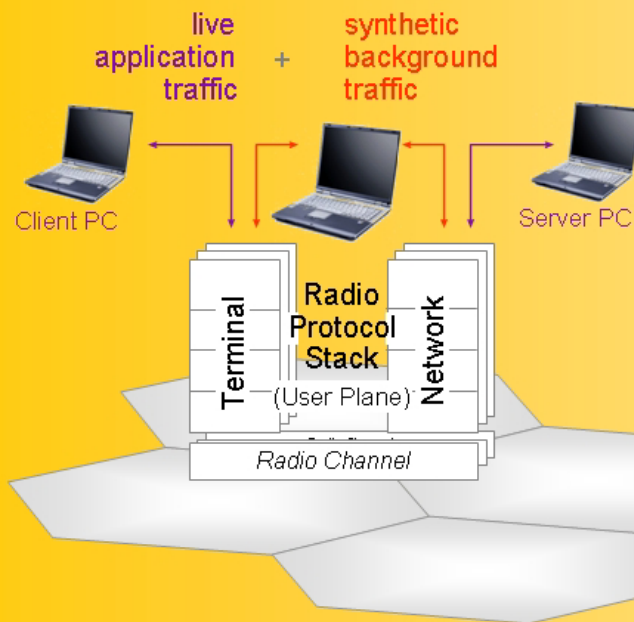 live
application
traffic
+
synthetic
background
traffic
Client PC
Server PC
Terminal
Radio
Protocol
Stack
(User Plane)
Network
Radio Channel